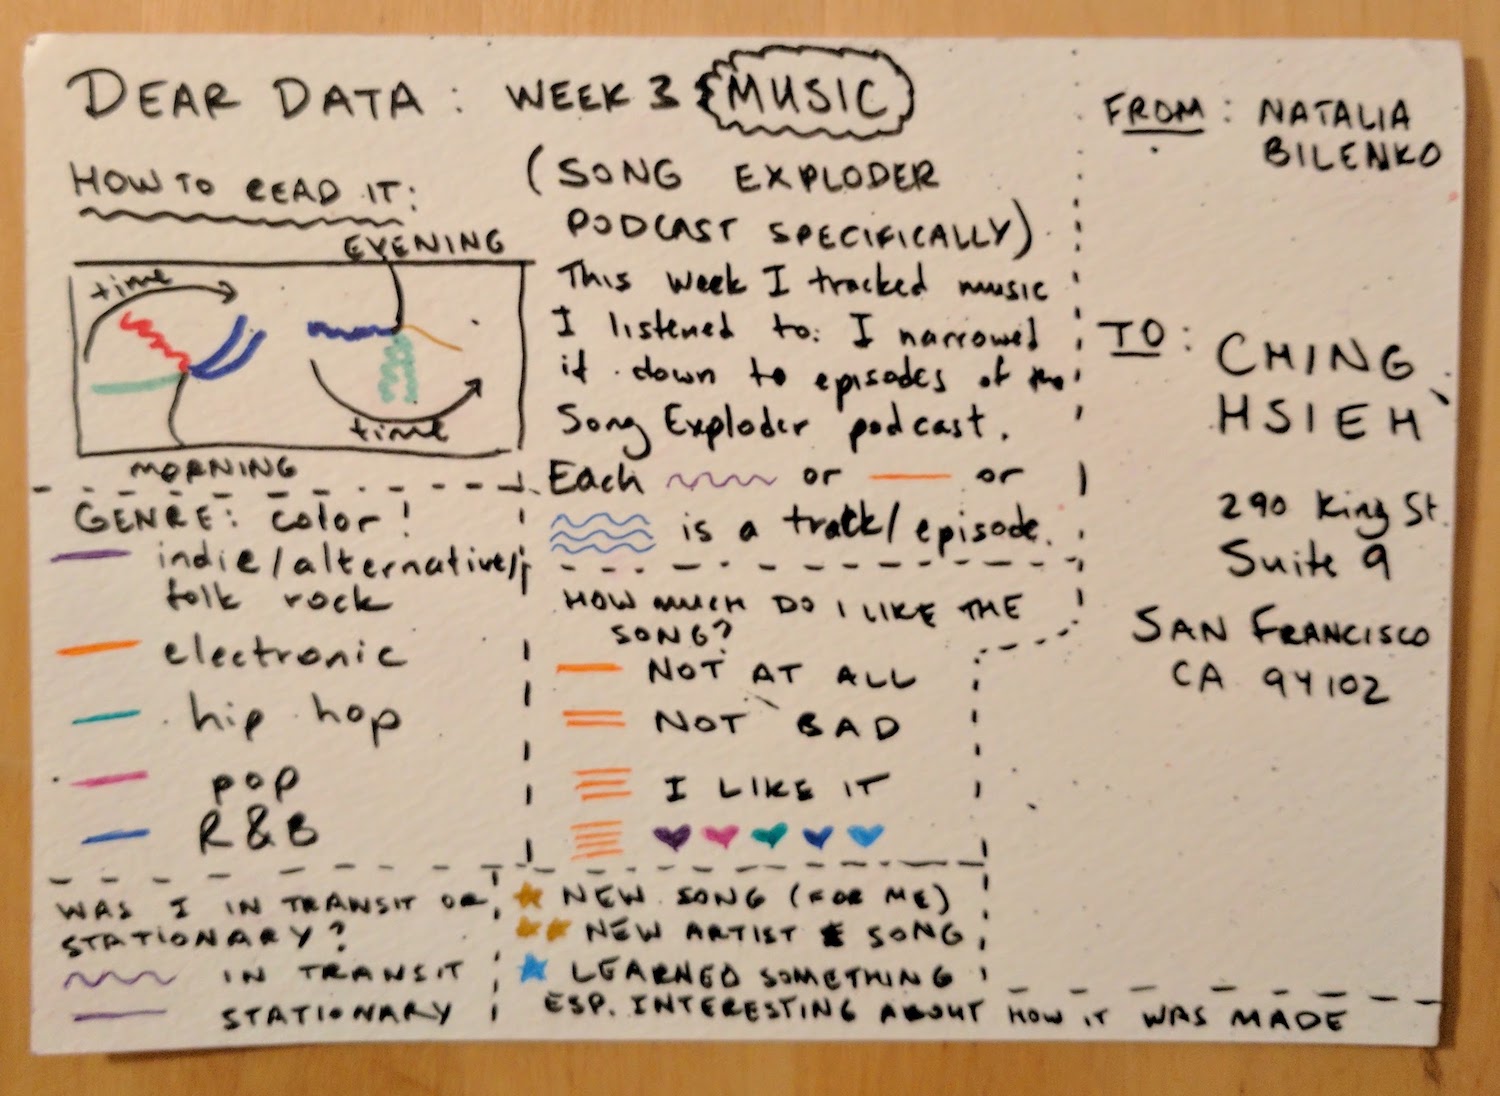 DEAR DATA: WEEK 3 MUSIC
(SONG EXPLODER
PODCAST SPECIFICALLY)
HOW TO READ IT:
EVENING
time
time
MORNING
This week I tracked music
I listened to: I narrowed
it down to episodes of the
Song Exploder podcast.
Each or or
is a track/episode.
GENRE: color!
indie/alternative/
folk rock
electronic
hip hop
pop
R&B
HOW MUCH DO I LIKE THE
SONG?
NOT AT ALL
NOT BAD
I LIKE IT
WAS I IN TRANSIT OR
STATIONARY?
IN TRANSIT
STATIONARY
NEW SONG (FOR ME)
NEW ARTIST & SONG
LEARNED SOMETHING
ESP. INTERESTING ABOUT HOW IT WAS MADE
FROM: NATALIA
BILENKO
TO: CHING
HSIEH
290 King St.
Suite 9
SAN FRANCISCO
CA 94102